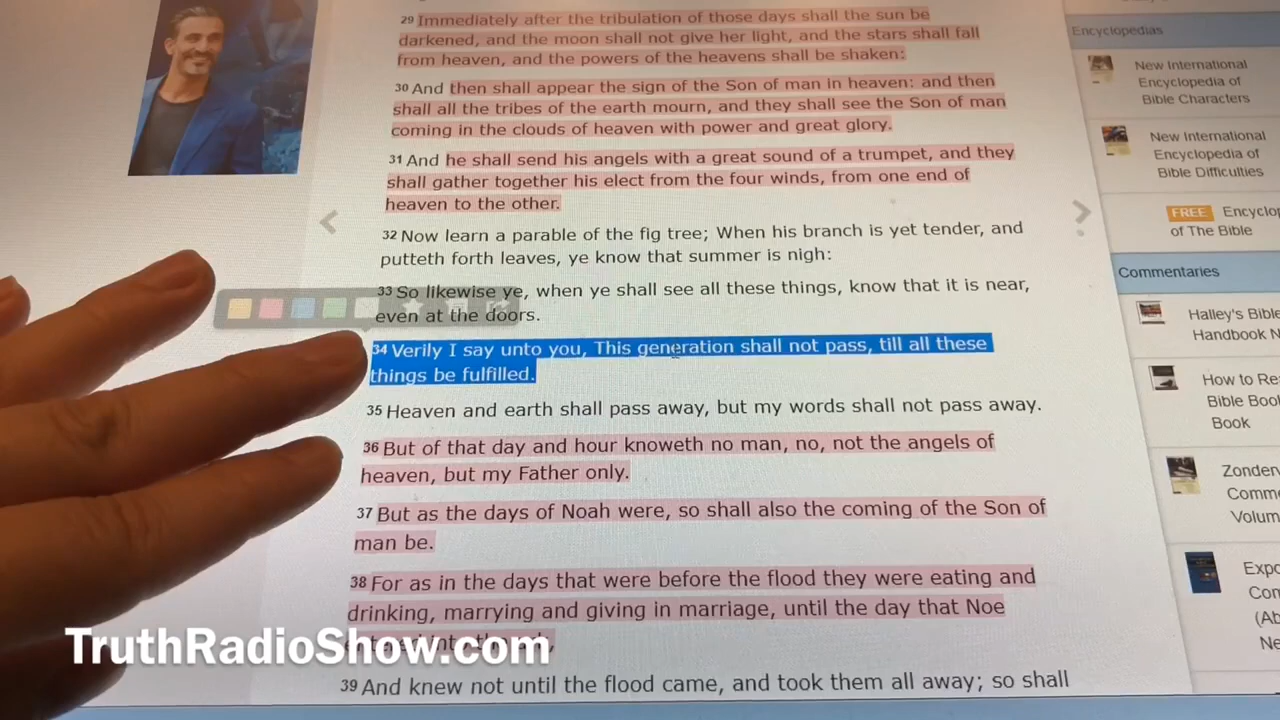 29 Immediately after the tribulation of those days shall the sun be
darkened, and the moon shall not give her light, and the stars shall fall
from heaven, and the powers of the heavens shall be shaken:
30 And then shall appear the sign of the Son of man in heaven: and then
shall all the tribes of the earth mourn, and they shall see the Son of man
coming in the clouds of heaven with power and great glory.
31 And he shall send his angels with a great sound of a trumpet, and they
shall gather together his elect from the four winds, from one end of
heaven to the other.
32 Now learn a parable of the fig tree; When his branch is yet tender, and
putteth forth leaves, ye know that summer is nigh:
33 So likewise ye, when ye shall see all these things, know that it is near,
even at the doors.
34 Verily I say unto you, This generation shall not pass, till all these
things be fulfilled.
35 Heaven and earth shall pass away, but my words shall not pass away.
36 But of that day and hour knoweth no man, no, not the angels of
heaven, but my Father only.
37 But as the days of Noah were, so shall also the coming of the Son of
man be.
38 For as in the days that were before the flood they were eating and
drinking, marrying and giving in marriage, until the day that Noe
39 And knew not until the flood came, and took them all away; so shall
Encyclopedias
New International
Encyclopedia of
Bible Characters
New International
Encyclopedia of
Bible Difficulties
FREE Encyclo
of The Bible
Commentaries
Halley's Bible
Handbook
How to Re
Bible Boo
Book
Zonder
Comm
Volum
Expo
Con
(Ab
Ne
TruthRadioShow.com